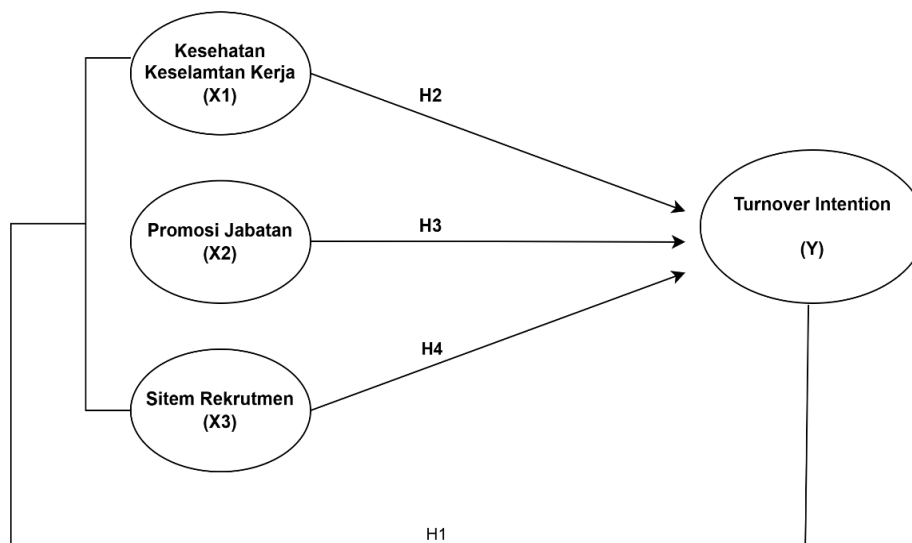 Kesehatan
Keselamtan Kerja
(X1)
H2
Turnover Intention
(Y)
Promosi Jabatan
(X2)
H3
H4
Sitem Rekrutmen
(X3)
H1